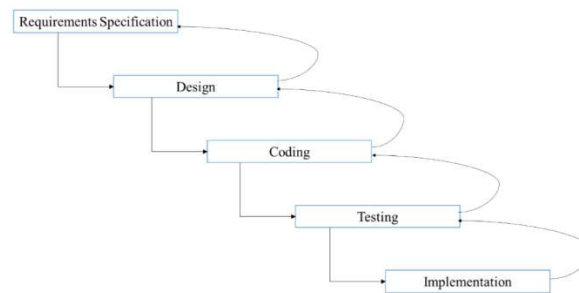 Requirements Specification
Design
Coding
Testing
Implementation